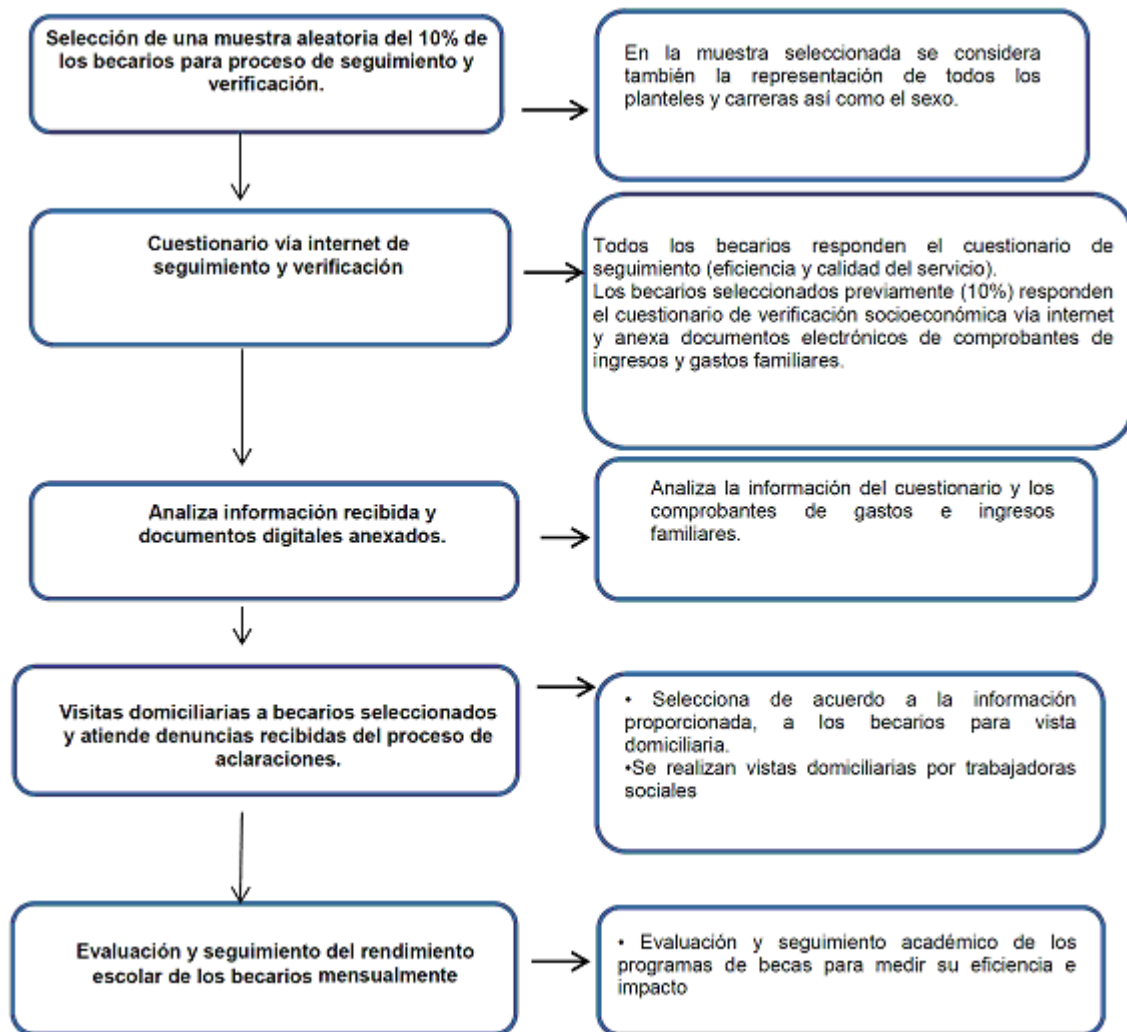 Selección de una muestra aleatoria del 10% de
los becarios para proceso de seguimiento y
verificación.
En la muestra seleccionada se considera
también la representación de todos los
planteles y carreras así como el sexo.
Cuestionario vía internet de
seguimiento y verificación
Todos los becarios responden el cuestionario de
seguimiento (eficiencia y calidad del servicio).
Los becarios seleccionados previamente (10%) responden
el cuestionario de verificación socioeconómica vía internet
y anexa documentos electrónicos de comprobantes de
ingresos y gastos familiares.
Analiza información recibida y
documentos digitales anexados.
Analiza la información del cuestionario y los
comprobantes de gastos e ingresos
familiares.
Visitas domiciliarias a becarios seleccionados
y atiende denuncias recibidas del proceso de
aclaraciones.
• Selecciona de acuerdo a la información
proporcionada, a los becarios para vista
domiciliaria.
•Se realizan vistas domiciliarias por trabajadoras
sociales
Evaluación y seguimiento del rendimiento
escolar de los becarios mensualmente
• Evaluación y seguimiento académico de los
programas de becas para medir su eficiencia e
impacto